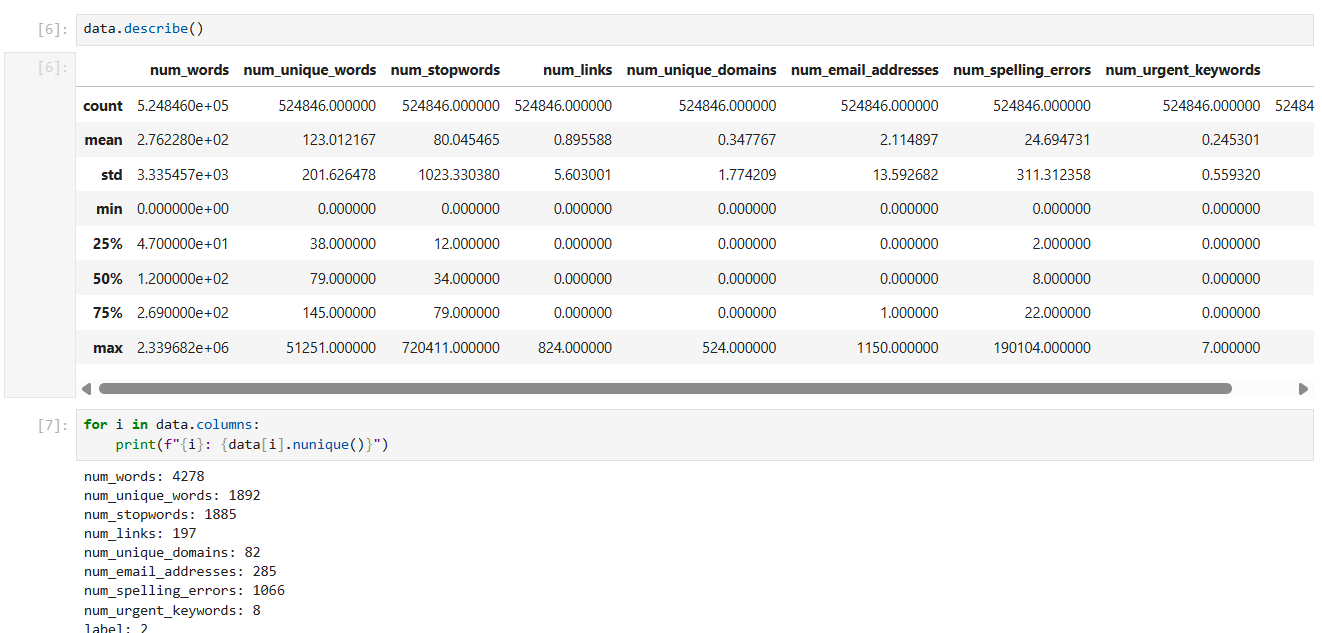 [6]: data.describe()
[6]: num_words num_unique_words num_stopwords num_links num_unique_domains num_email_addresses num_spelling_errors num_urgent_keywords
count 5.248460e+05 524846.000000 524846.000000 524846.000000 524846.000000 524846.000000 524846.000000 524846.000000 52484
mean 2.762280e+02 123.012167 80.045465 0.895588 0.347767 2.114897 24.694731 0.245301
std 3.335457e+03 201.626478 1023.330380 5.603001 1.774209 13.592682 311.312358 0.559320
min 0.000000e+00 0.000000 0.000000 0.000000 0.000000 0.000000 0.000000 0.000000
25% 4.700000e+01 38.000000 12.000000 0.000000 0.000000 0.000000 2.000000 0.000000
50% 1.200000e+02 79.000000 34.000000 0.000000 0.000000 0.000000 8.000000 0.000000
75% 2.690000e+02 145.000000 79.000000 0.000000 0.000000 1.000000 22.000000 0.000000
max 2.339682e+06 51251.000000 720411.000000 824.000000 524.000000 1150.000000 190104.000000 7.000000
[7]: for i in data.columns:
print(f"{i}: {data[i].nunique()}")
num_words: 4278
num_unique_words: 1892
num_stopwords: 1885
num_links: 197
num_unique_domains: 82
num_email_addresses: 285
num_spelling_errors: 1066
num_urgent_keywords: 8
label: 2